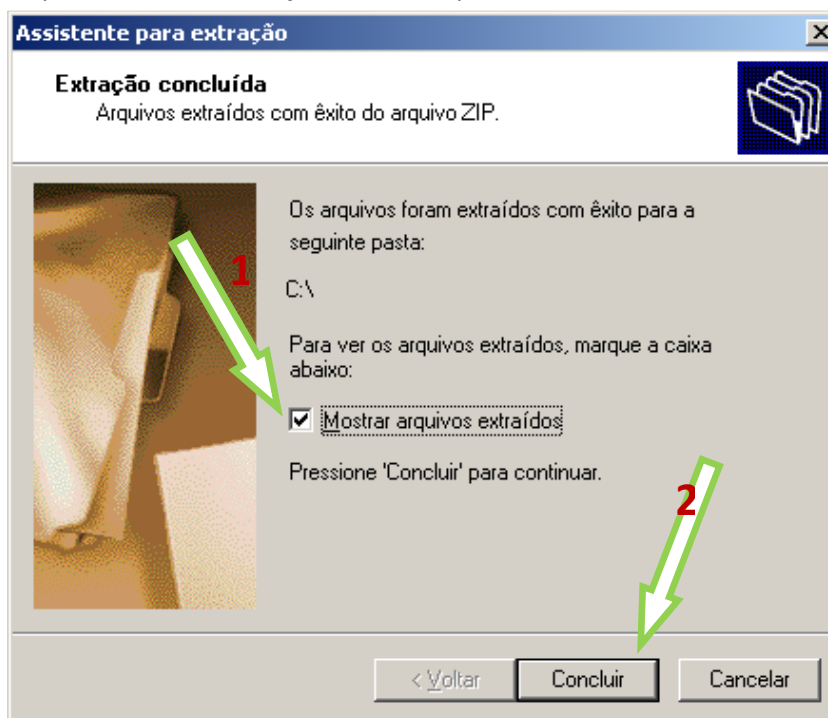 Assistente para extração
Extração concluída
Arquivos extraídos com êxito do arquivo ZIP.
Os arquivos foram extraídos com êxito para a
seguinte pasta:
1
C:\
Para ver os arquivos extraídos, marque a caixa
abaixo:
Mostrar arquivos extraídos
Pressione 'Concluir' para continuar.
2
< Voltar
Concluir
Cancelar